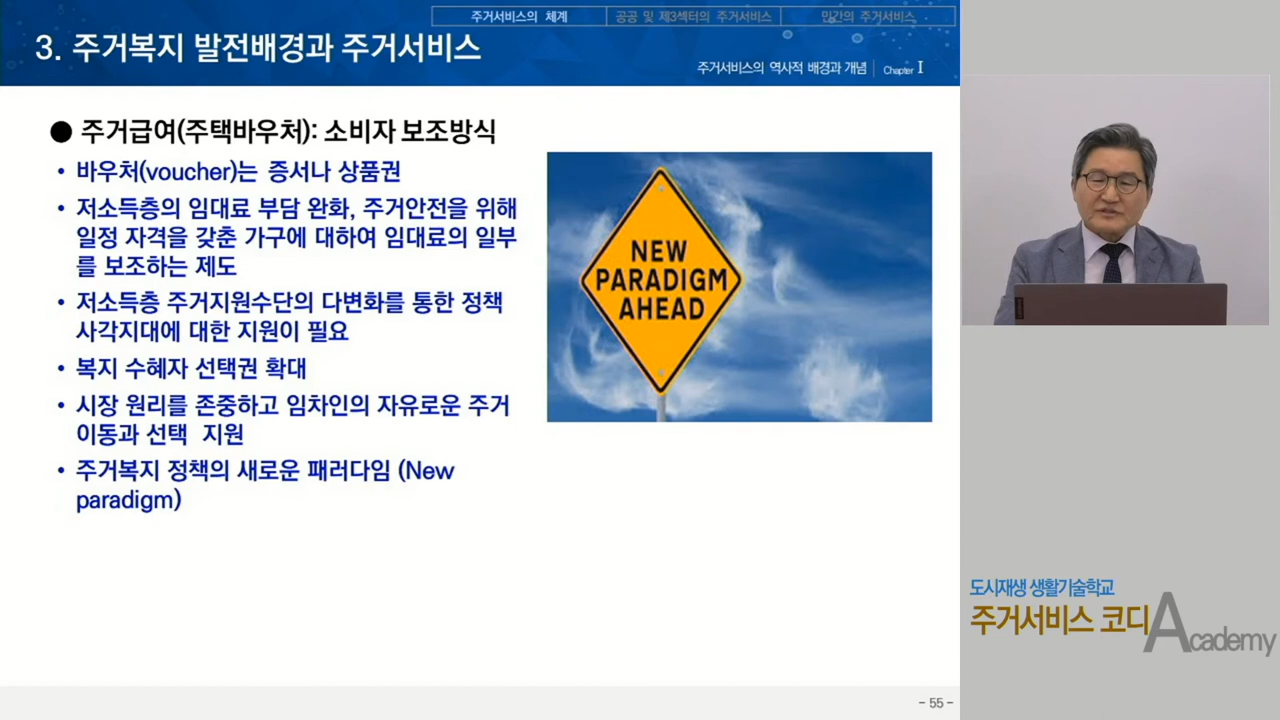 주거서비스의 체계
공공 및 제3섹터의 주거서비스
민간의 주거서비스
3. 주거복지 발전배경과 주거서비스
주거서비스의 역사적 배경과 개념 | Chapter I
● 주거급여(주택바우처): 소비자 보조방식
• 바우처(voucher)는 증서나 상품권
• 저소득층의 임대료 부담 완화, 주거안전을 위해
일정 자격을 갖춘 가구에 대하여 임대료의 일부
를 보조하는 제도
• 저소득층 주거지원수단의 다변화를 통한 정책
사각지대에 대한 지원이 필요
• 복지 수혜자 선택권 확대
• 시장 원리를 존중하고 임차인의 자유로운 주거
이동과 선택 지원
• 주거복지 정책의 새로운 패러다임 (New
paradigm)
NEW
PARADIGM
AHEAD
도시재생 생활기술학교
주거서비스 코디 Academy
- 55 -